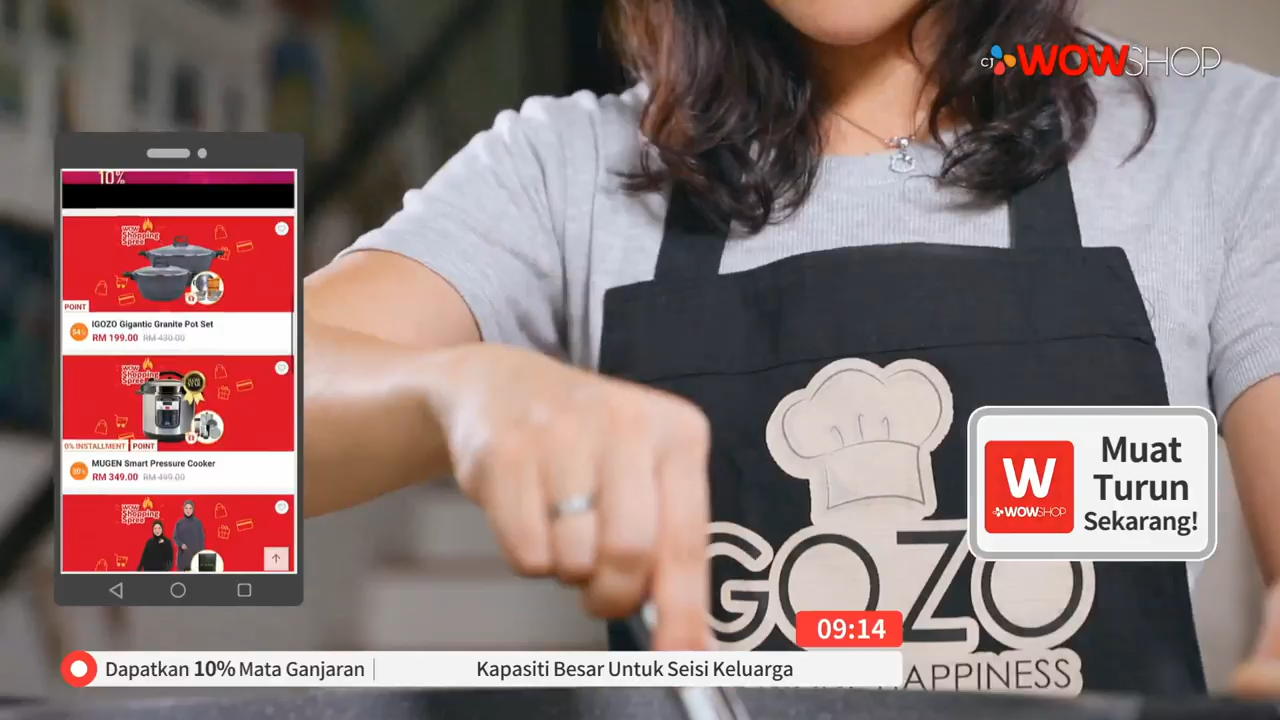 CJ WOWSHOP
10%
wow
Shopping
Spree
POINT
54%
IGOZO Gigantic Granite Pot Set
RM 199.00 RM 430.00
wow
Shopping
Spree
0% INSTALLMENT POINT
MUGEN Smart Pressure Cooker
RM 349.00 RM 499.00
wow
Shopping
Spree
W
WOWSHOP
Muat
Turun
Sekarang!
GOZO
HAPPINESS
09:14
Dapatkan 10% Mata Ganjaran
Kapasiti Besar Untuk Seisi Keluarga